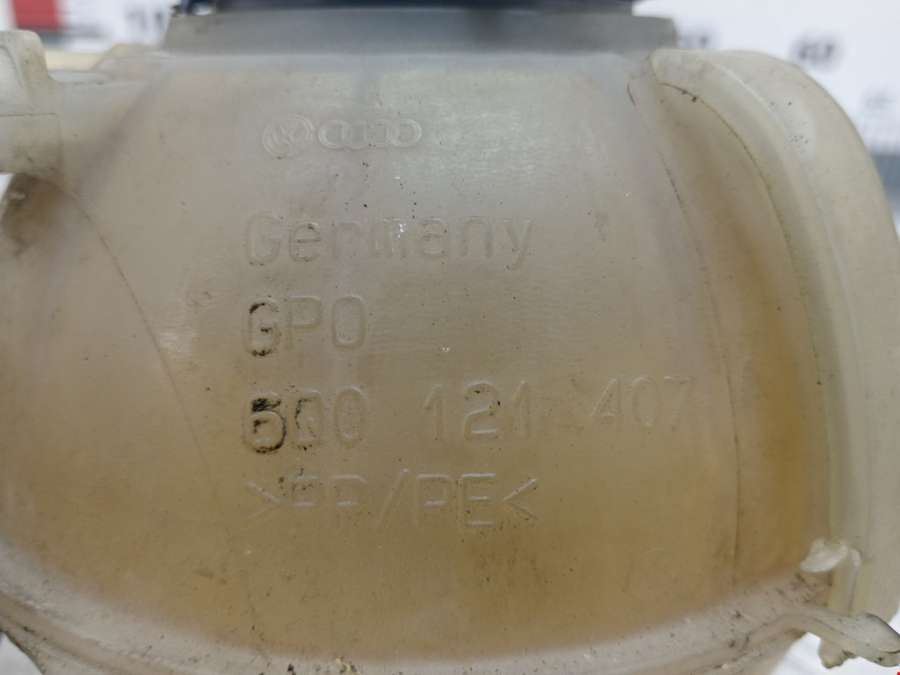 Germany
GPO
6Q0 121 407
>PP/PE<